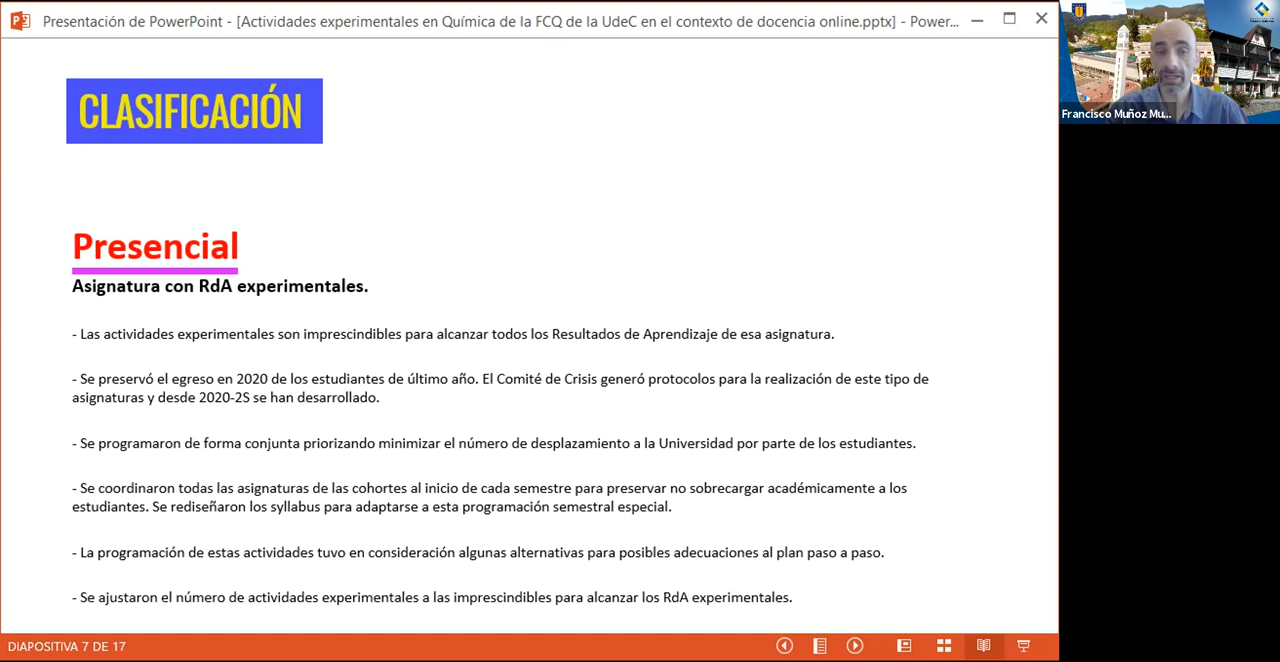 Presentación de PowerPoint - [Actividades experimentales en Química de la FCQ de la UdeC en el contexto de docencia online.pptx] - Power...
CLASIFICACIÓN
Presencial
Asignatura con RdA experimentales.
- Las actividades experimentales son imprescindibles para alcanzar todos los Resultados de Aprendizaje de esa asignatura.
- Se preservó el egreso en 2020 de los estudiantes de último año. El Comité de Crisis generó protocolos para la realización de este tipo de
asignaturas y desde 2020-2S se han desarrollado.
- Se programaron de forma conjunta priorizando minimizar el número de desplazamiento a la Universidad por parte de los estudiantes.
- Se coordinaron todas las asignaturas de las cohortes al inicio de cada semestre para preservar no sobrecargar académicamente a los
estudiantes. Se rediseñaron los syllabus para adaptarse a esta programación semestral especial.
- La programación de estas actividades tuvo en consideración algunas alternativas para posibles adecuaciones al plan paso a paso.
- Se ajustaron el número de actividades experimentales a las imprescindibles para alcanzar los RdA experimentales.
DIAPOSITIVA 7 DE 17
Francisco Muñoz Mu...